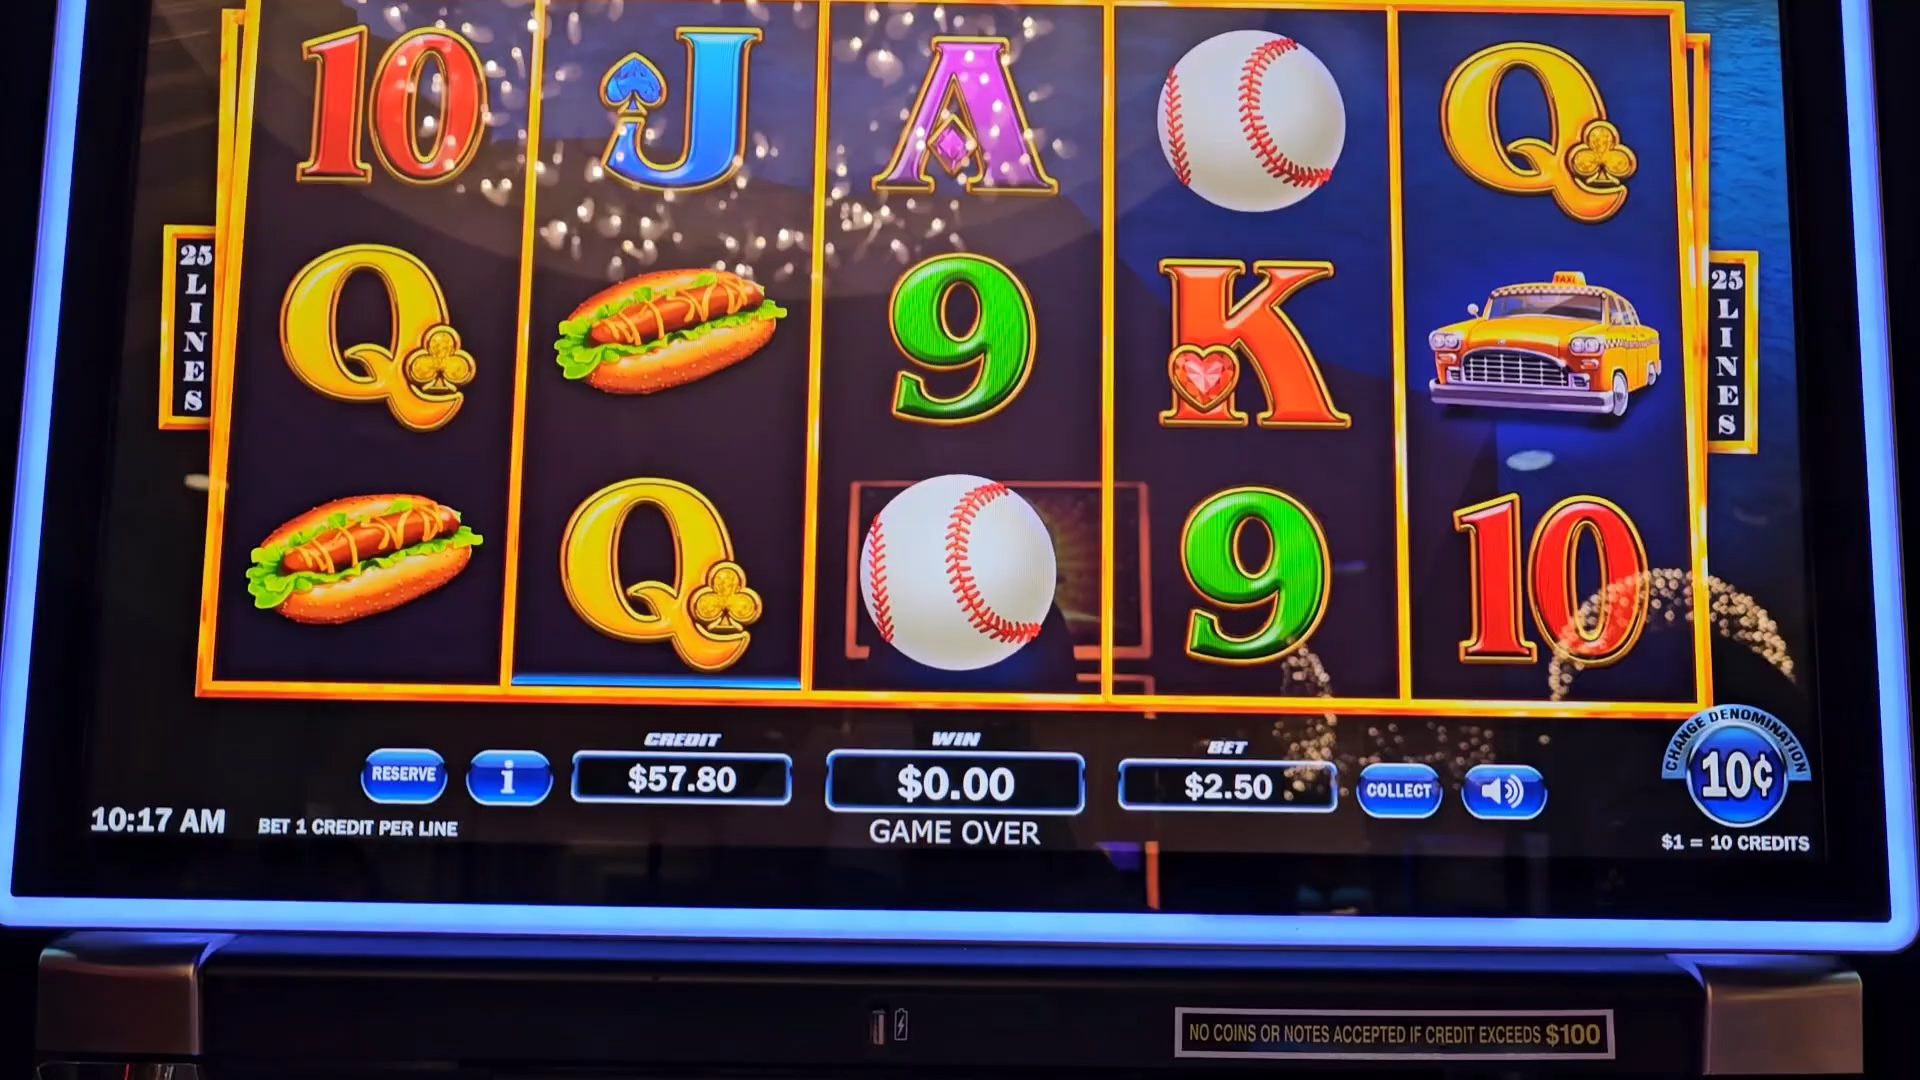 10 J A Q
25 LINES
Q 9 K TAXI
25 LINES
Q 9 10
CREDIT WIN BET
RESERVE i $57.80 $0.00 $2.50 COLLECT
CHANGE DENOMINATION
10¢
10:17 AM BET 1 CREDIT PER LINE GAME OVER $1 = 10 CREDITS
NO COINS OR NOTES ACCEPTED IF CREDIT EXCEEDS $100